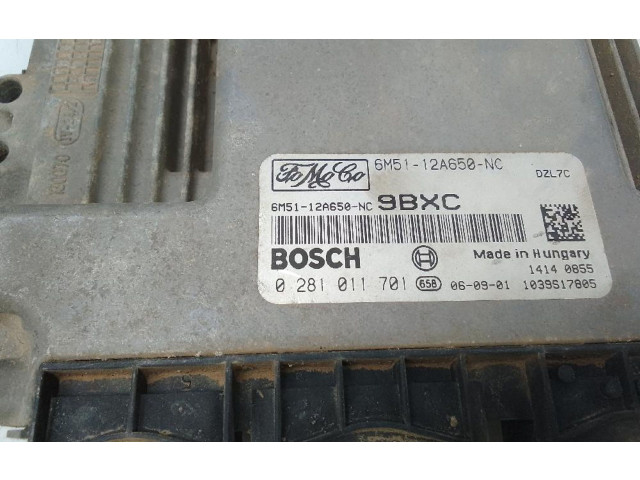 FoMoCo 6M51-12A650-NC
DZL7C
6M51-12A650-NC 9BXC
BOSCH
Made in Hungary
1414 0855
0 281 011 701 658 06-09-01 1039S17805
5